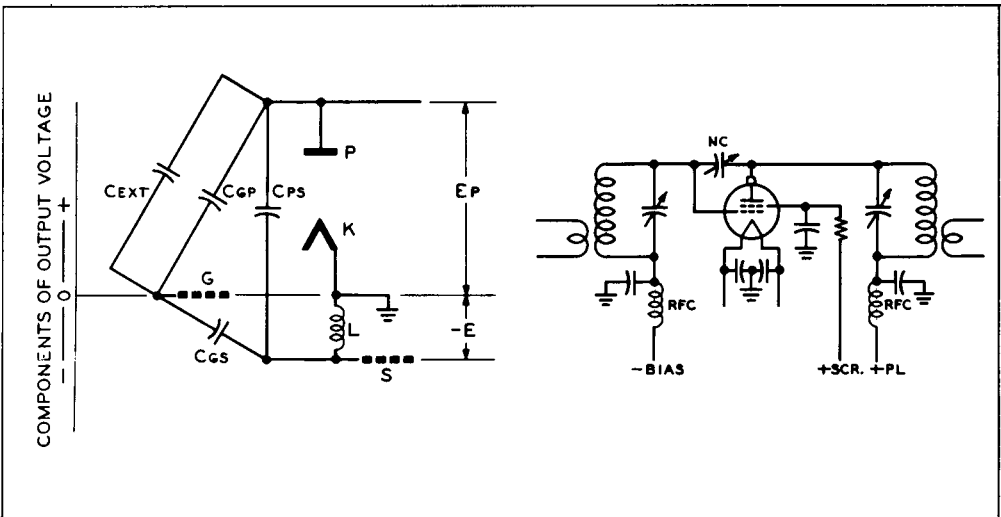 COMPONENTS OF OUTPUT VOLTAGE
— 0 +
CEXT
CGP
CPS
P
EP
K
G
L
-E
CGS
S
NC
RFC
RFC
-BIAS
+SCR. +PL